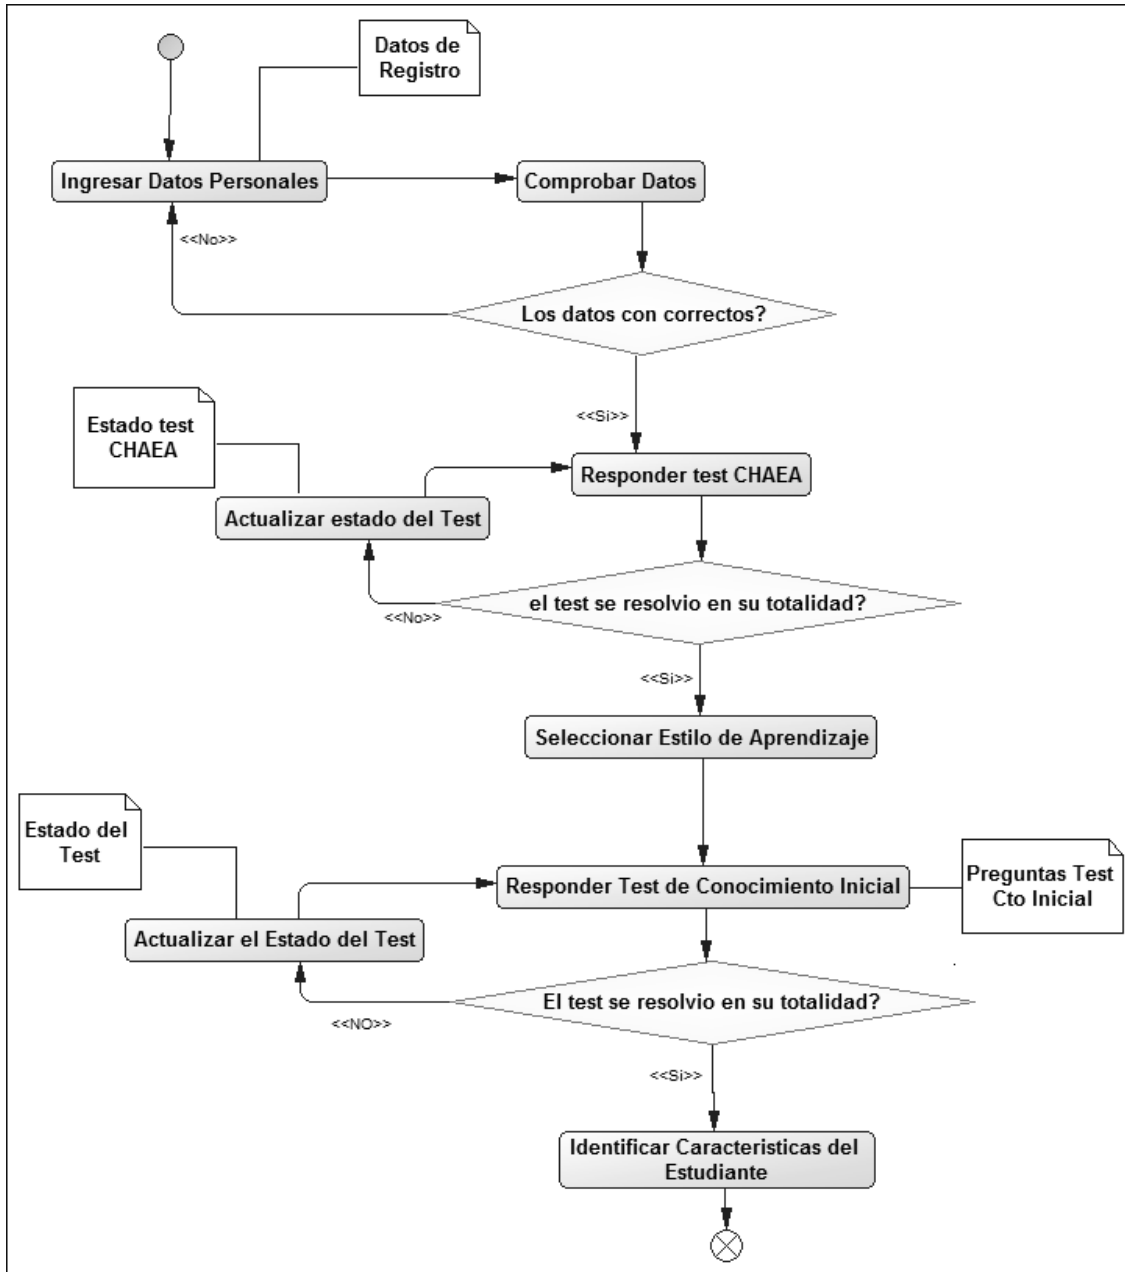 Datos de
Registro
Ingresar Datos Personales
Comprobar Datos
<<No>>
Los datos con correctos?
<<Si>>
Estado test
CHAEA
Responder test CHAEA
Actualizar estado del Test
el test se resolvio en su totalidad?
<<No>>
<<Si>>
Seleccionar Estilo de Aprendizaje
Estado del
Test
Responder Test de Conocimiento Inicial
Preguntas Test
Cto Inicial
Actualizar el Estado del Test
El test se resolvio en su totalidad?
<<NO>>
<<Si>>
Identificar Caracteristicas del
Estudiante